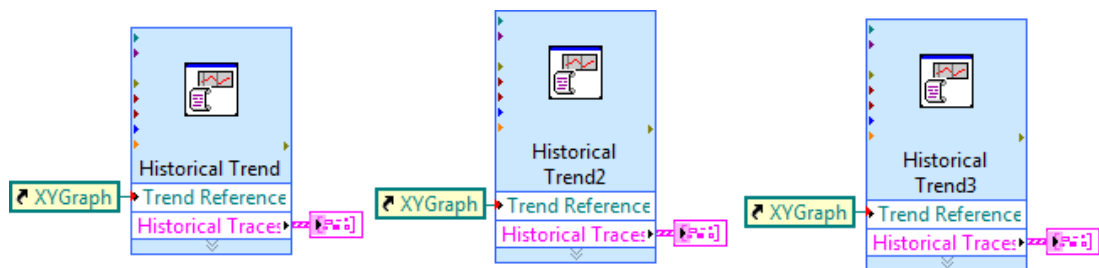 Historical Trend
XYGraph
Trend Reference
Historical Traces
Historical
Trend2
XYGraph
Trend Reference
Historical Traces
Historical
Trend3
XYGraph
Trend Reference
Historical Traces